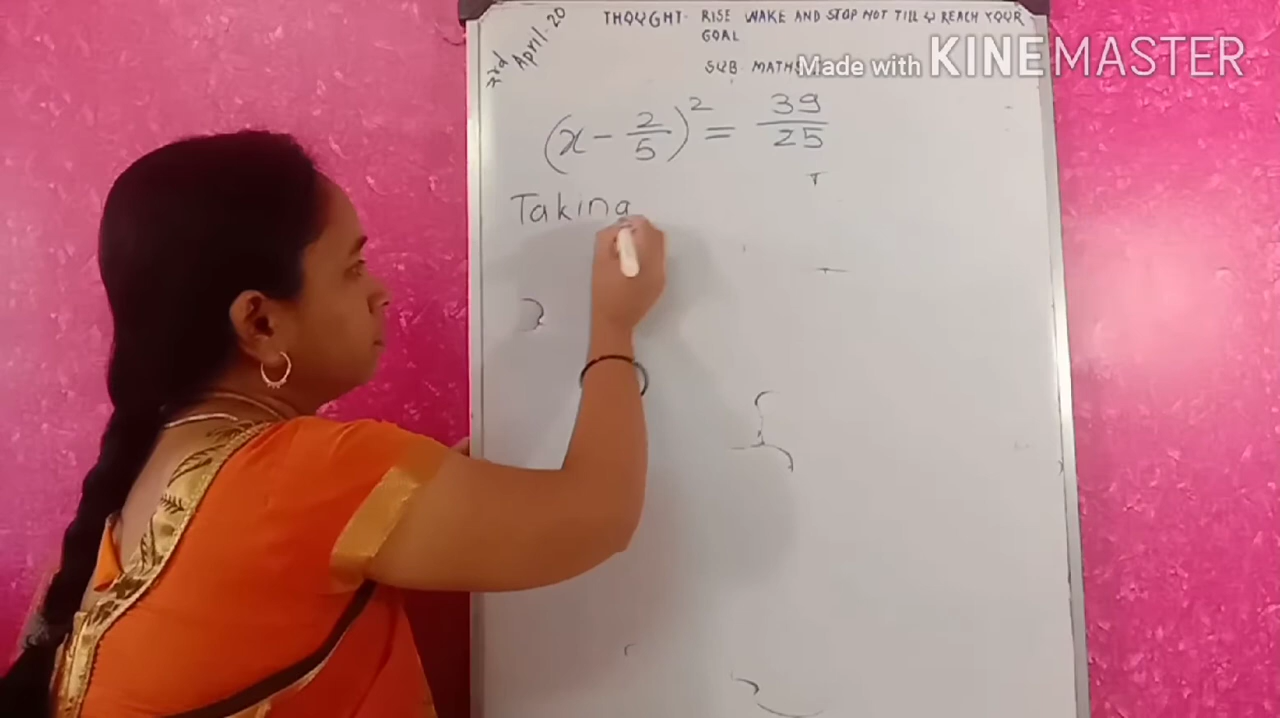 3rd April-20
THOUGHT- RISE WAKE AND STOP NOT TILL U REACH YOUR
GOAL
SUB MATHS
Made with KINEMASTER
(x - 2/5)² = 39/25
Taking